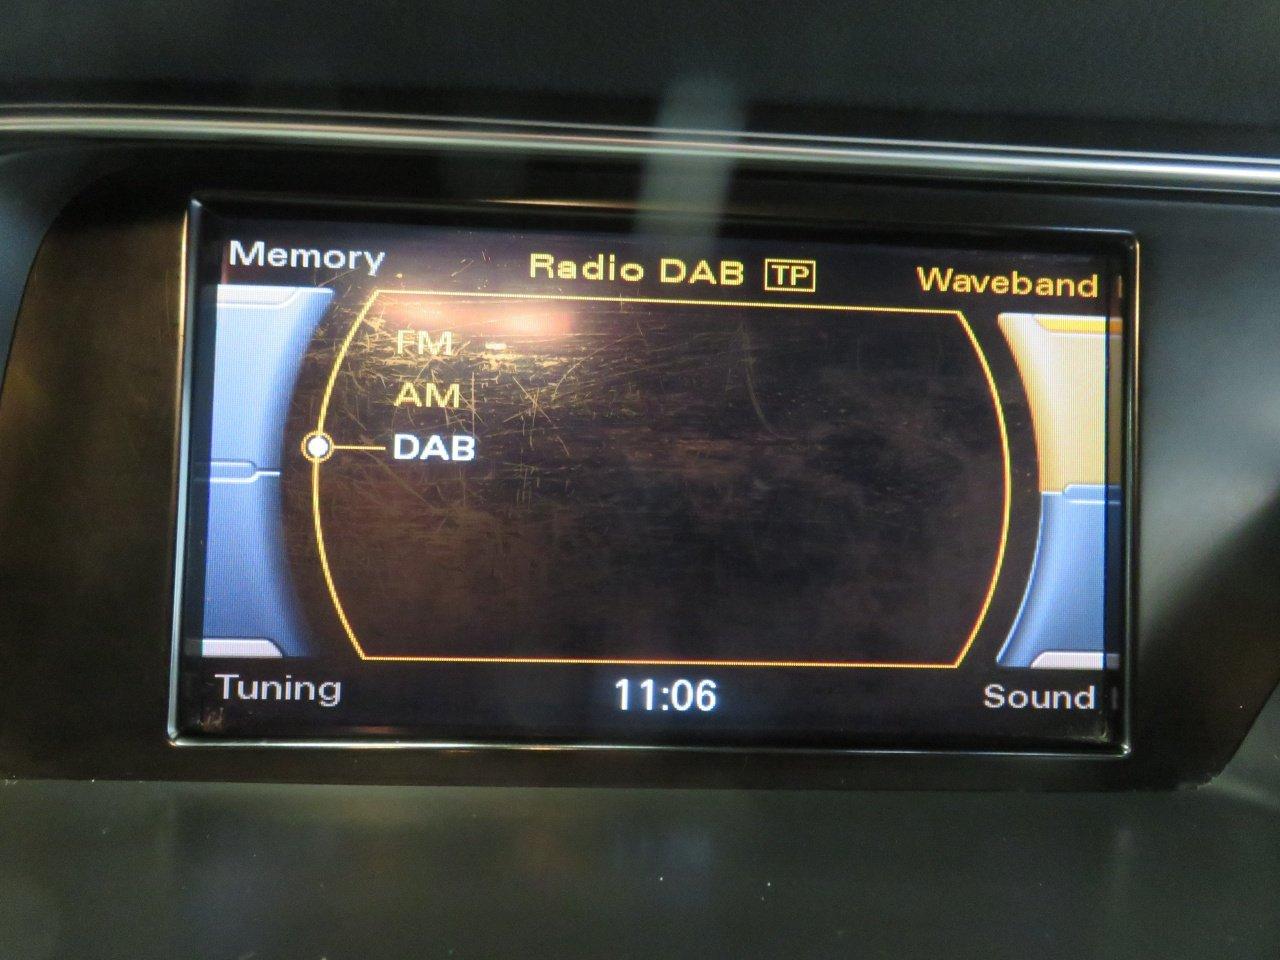 Memory
Radio DAB TP
Waveband
FM
AM
DAB
Tuning
11:06
Sound